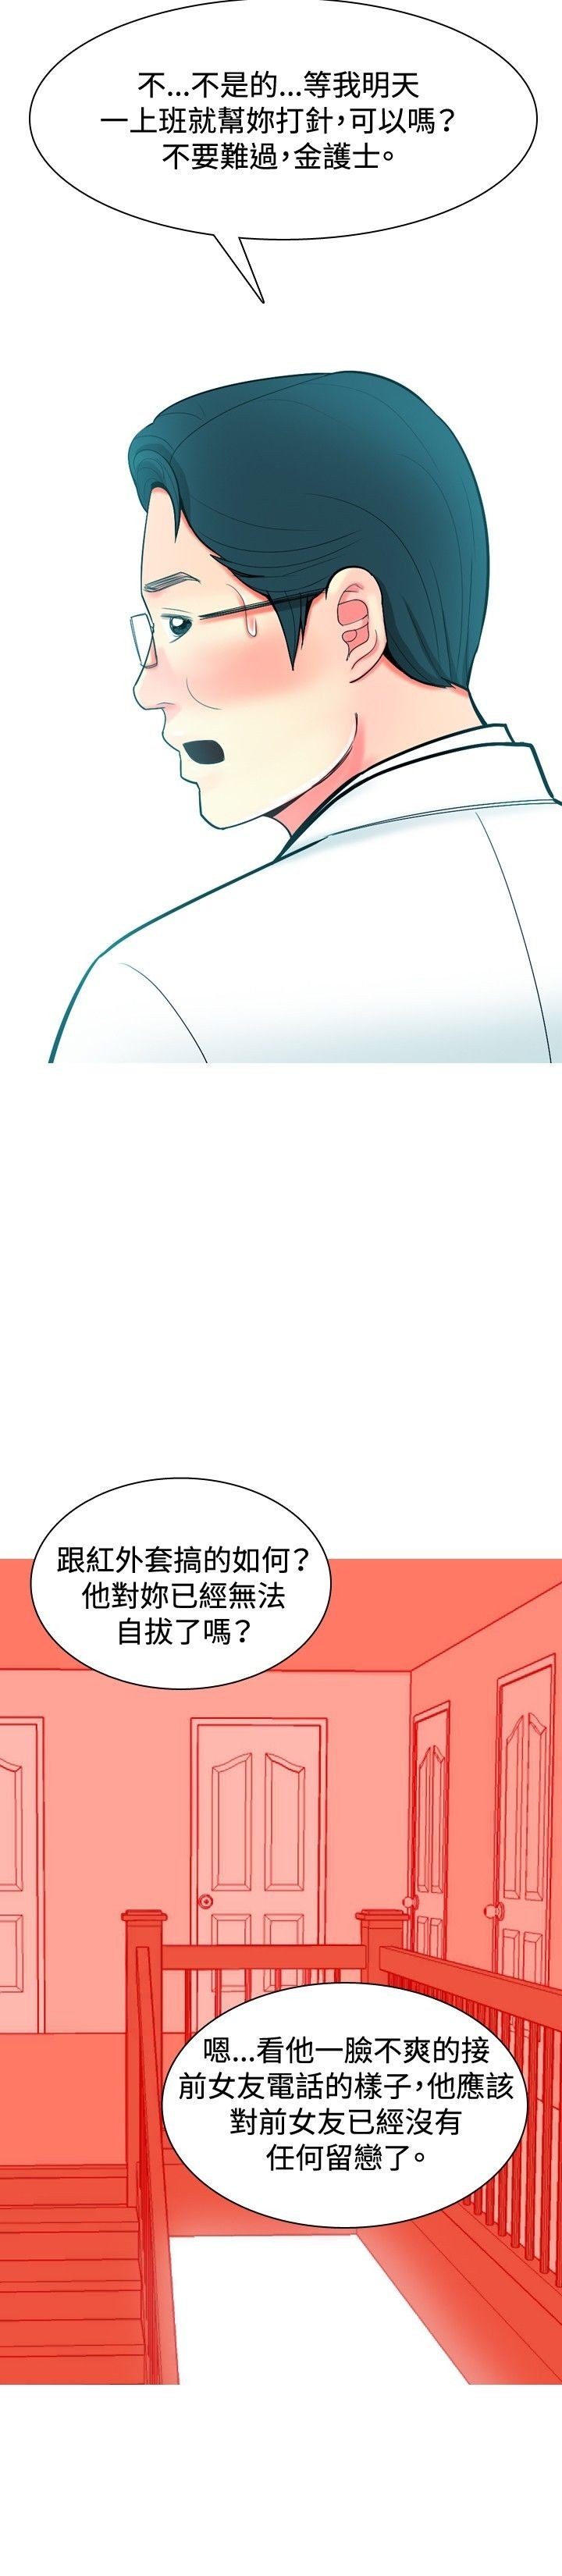 不...不是的...等我明天
一上班就幫妳打針,可以嗎?
不要難過,金護士。
跟紅外套搞的如何?
他對妳已經無法
自拔了嗎?
嗯...看他一臉不爽的接
前女友電話的樣子,他應該
對前女友已經沒有
任何留戀了。